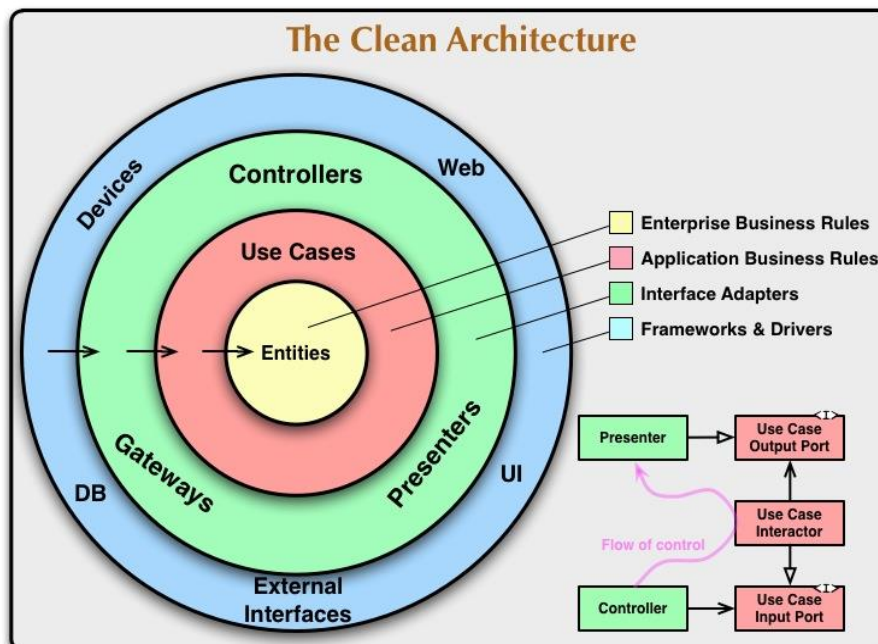 The Clean Architecture
Devices
Web
Controllers
Use Cases
Entities
Gateways
Presenters
DB
UI
External
Interfaces
Enterprise Business Rules
Application Business Rules
Interface Adapters
Frameworks & Drivers
Presenter
<I>
Use Case
Output Port
Use Case
Interactor
Flow of control
Controller
<I>
Use Case
Input Port